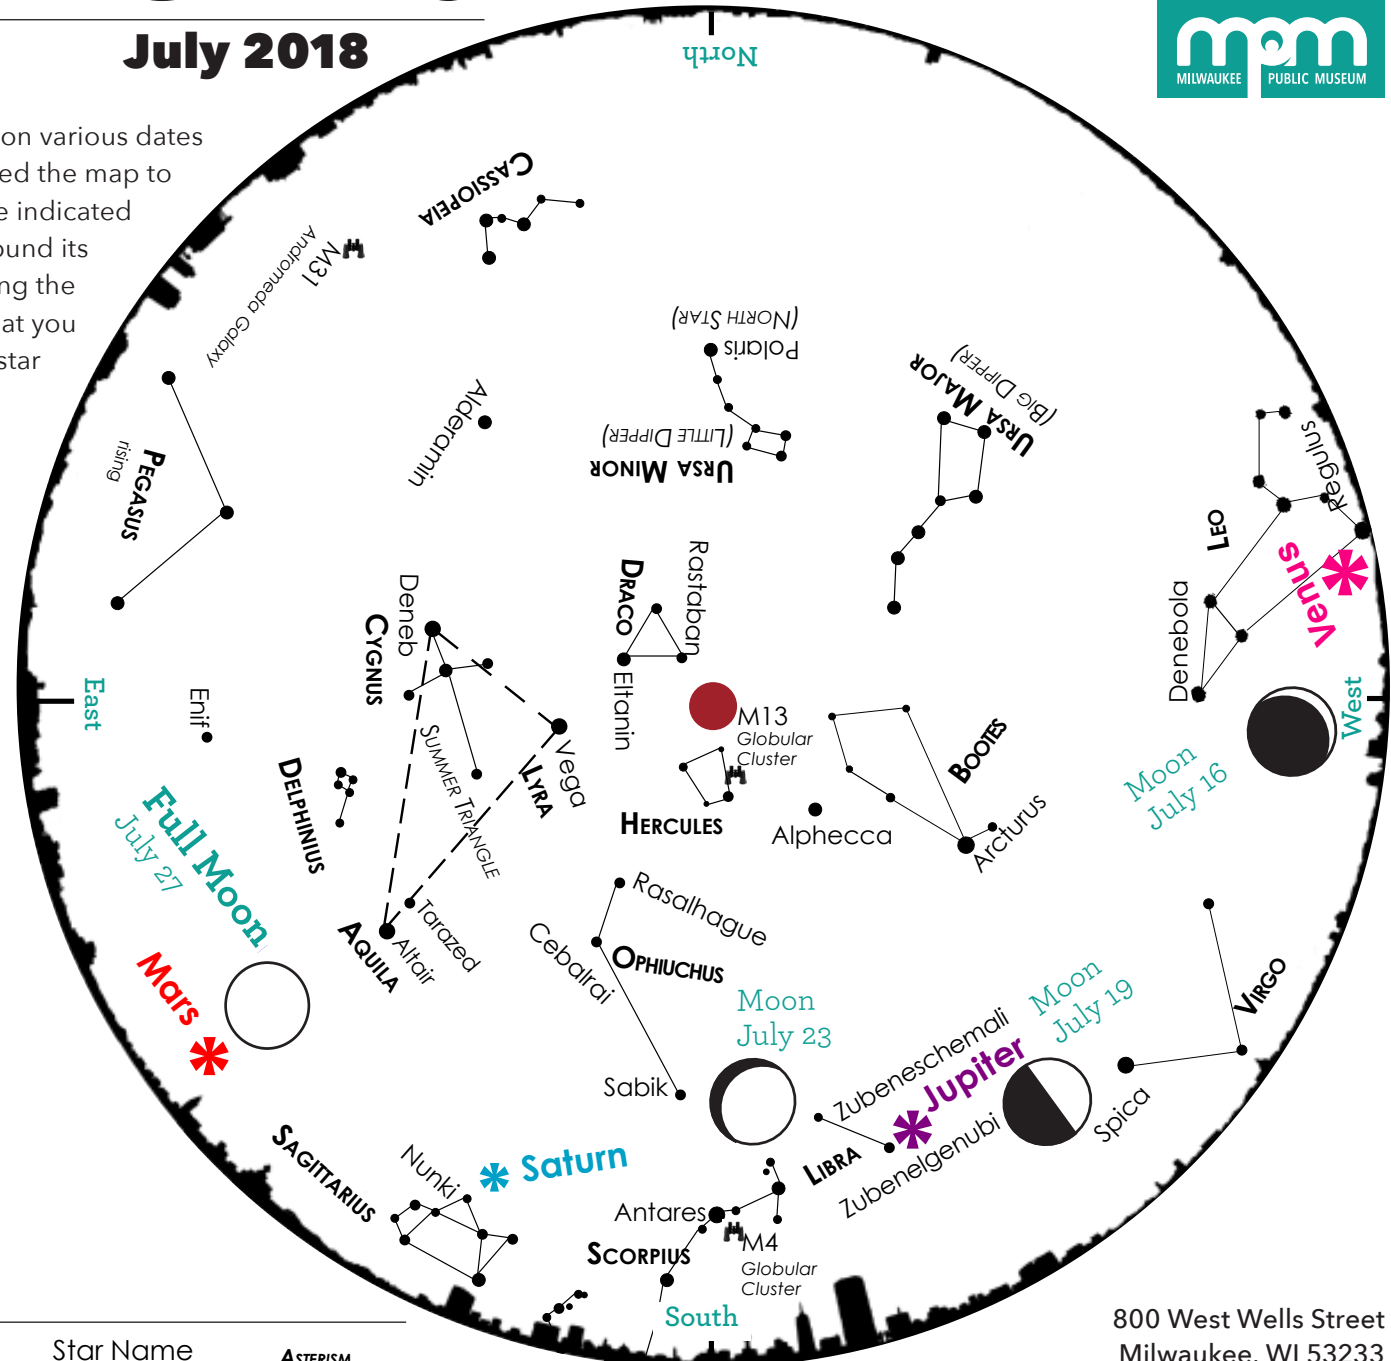 July 2018
MILWAUKEE PUBLIC MUSEUM
on various dates
ed the map to
e indicated
ound its
ng the
at you
star
North
CASSIOPEIA
M31
Andromeda Galaxy
(NORTH STAR)
Polaris
URSA MAJOR
(BIG DIPPER)
Alderamin
(LITTLE DIPPER)
URSA MINOR
PEGASUS
rising
Regulus
LEO
Venus
Denebola
DRACO
Rastaban
Eltanin
Deneb
CYGNUS
East
West
Enif
SUMMER TRIANGLE
Vega
LYRA
M13
Globular
Cluster
HERCULES
BOOTES
Alphecca
Arcturus
Moon
July 16
DELPHINIUS
Full Moon
July 27
Tarazed
AQUILA
Altair
Rasalhague
Cebalrai
OPHIUCHUS
Mars
Moon
July 23
Moon
July 19
VIRGO
Sabik
Zubeneschemali
Jupiter
Zubenelgenubi
LIBRA
Spica
SAGITTARIUS
Nunki
Saturn
Antares
SCORPIUS
M4
Globular
Cluster
South
800 West Wells Street
Milwaukee, WI 53233
Star Name
ASTERISM